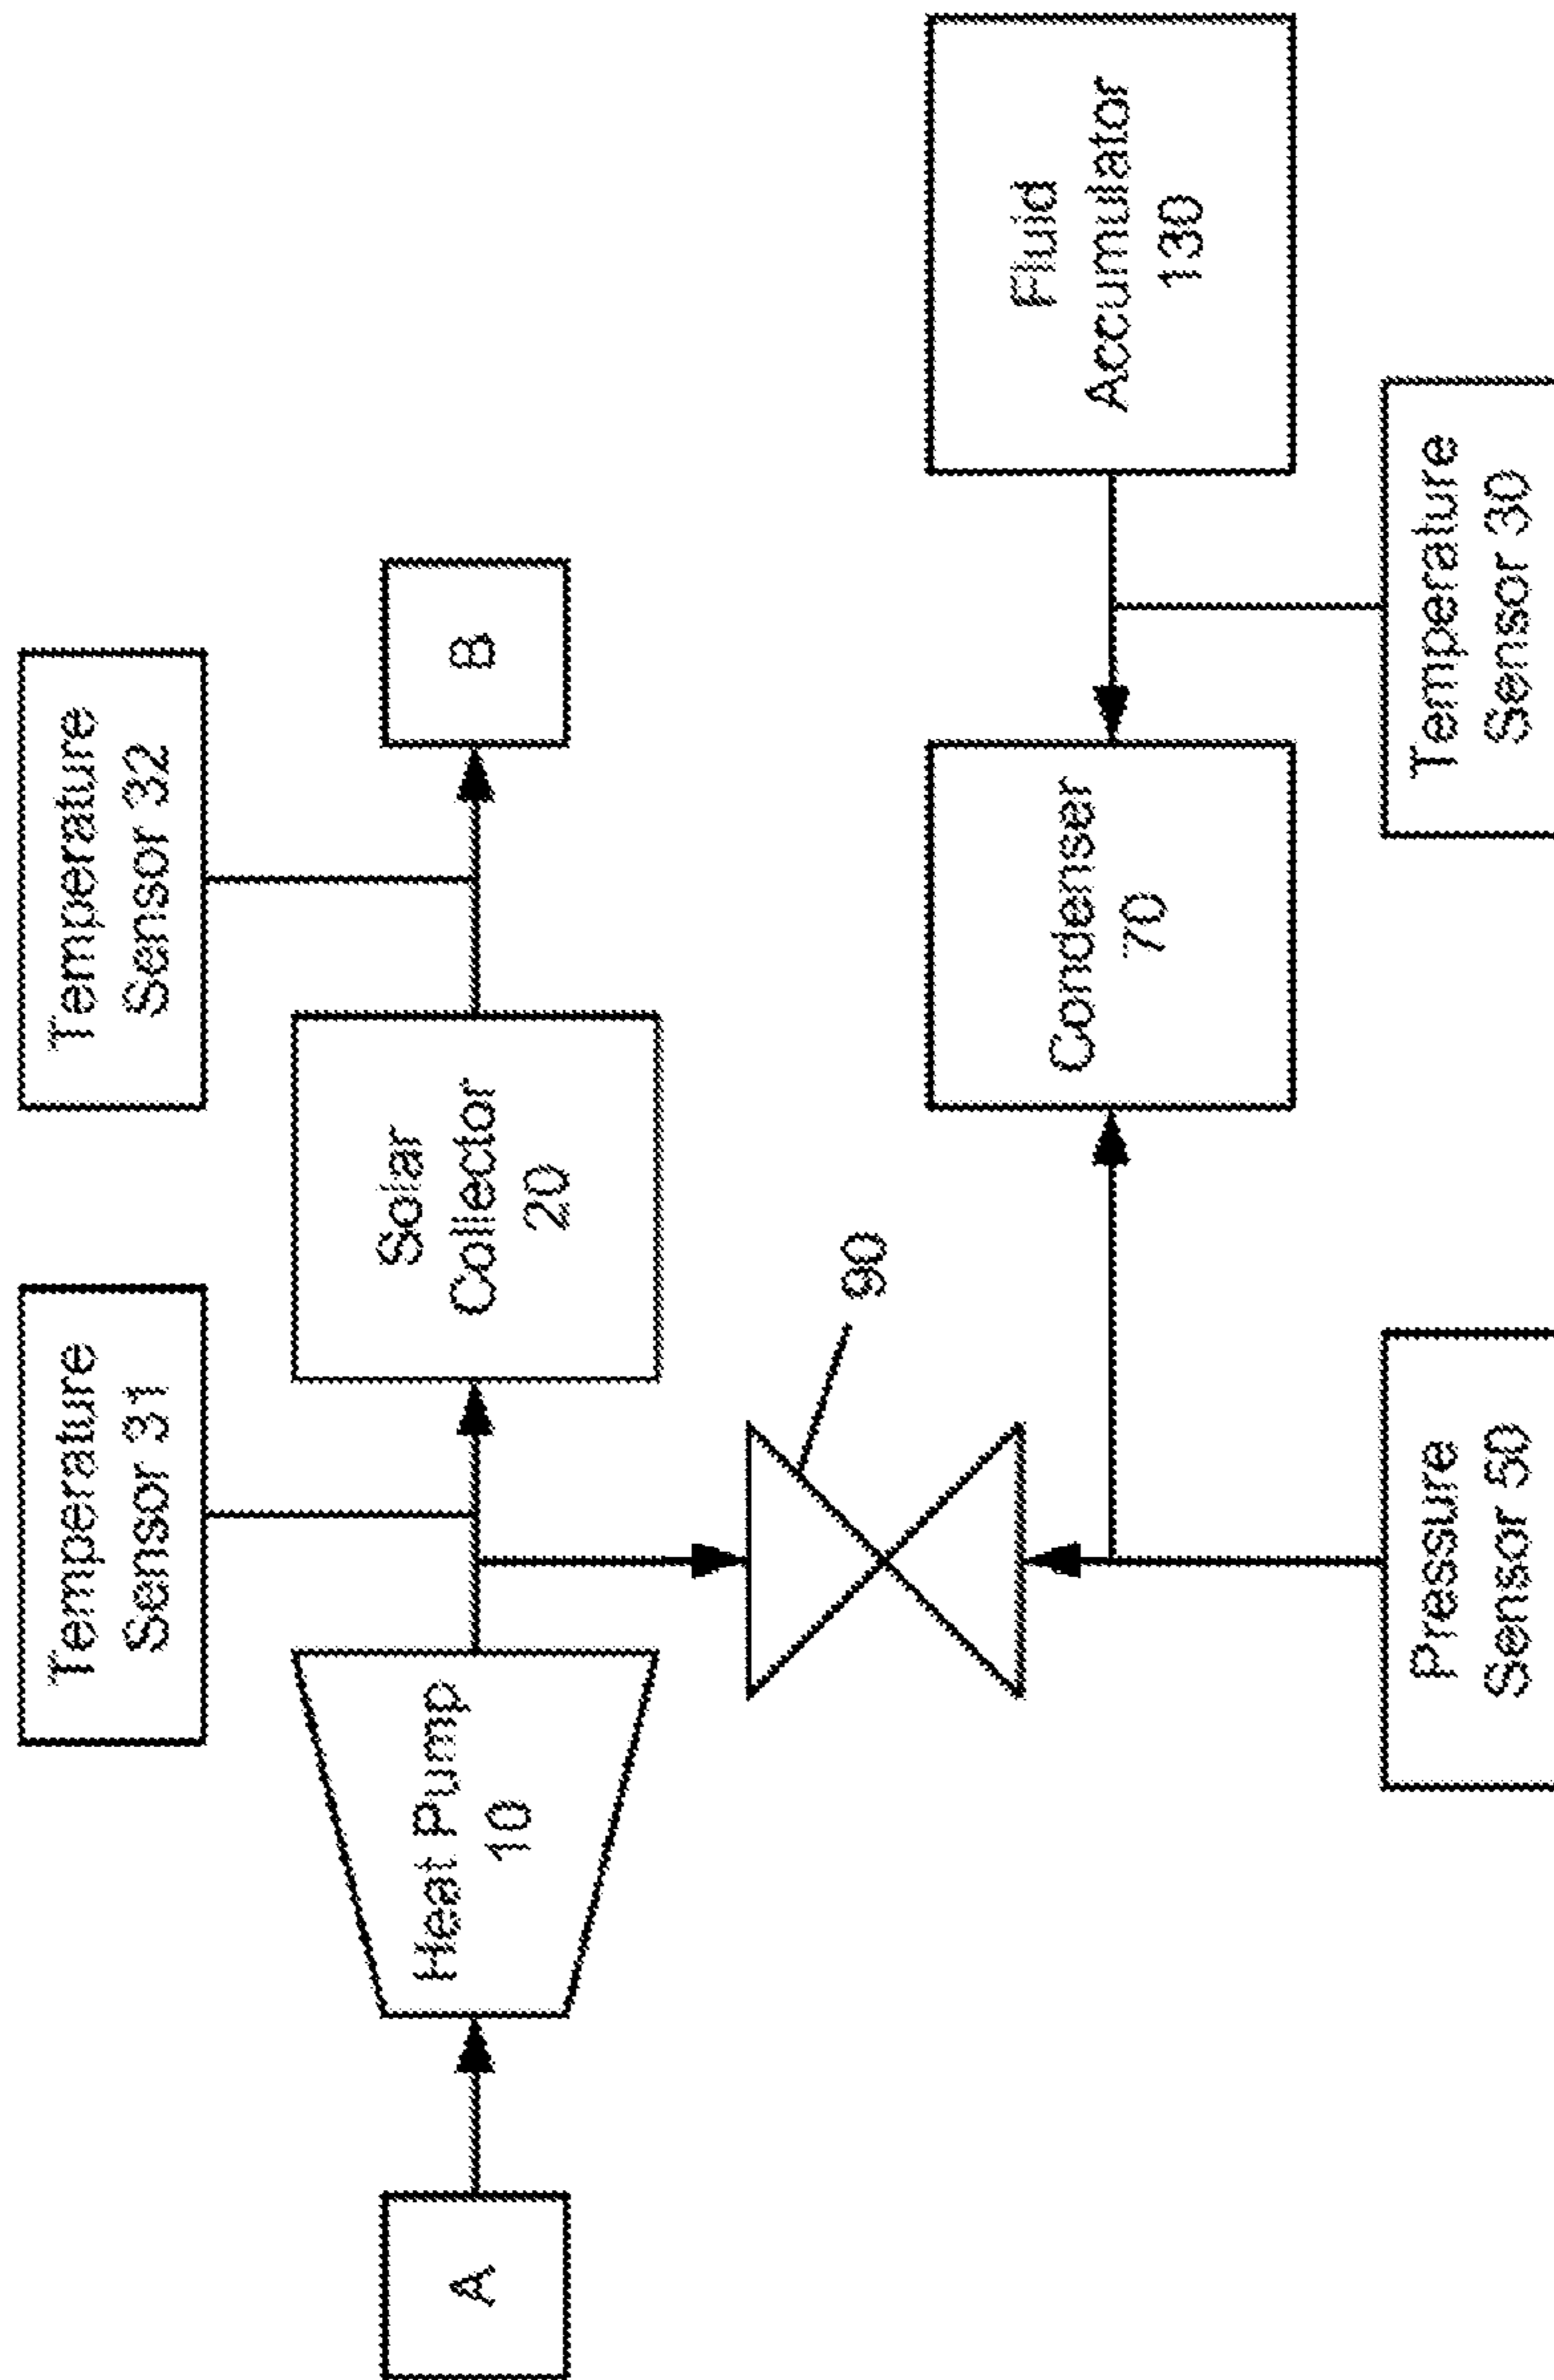 Temperature
Sensor 31
Temperature
Sensor 32
A
Heat Pump
10
Solar
Collector
20
B
90
Condenser
70
Fluid
Accumulator
130
Pressure
Sensor 50
Temperature
Sensor 30